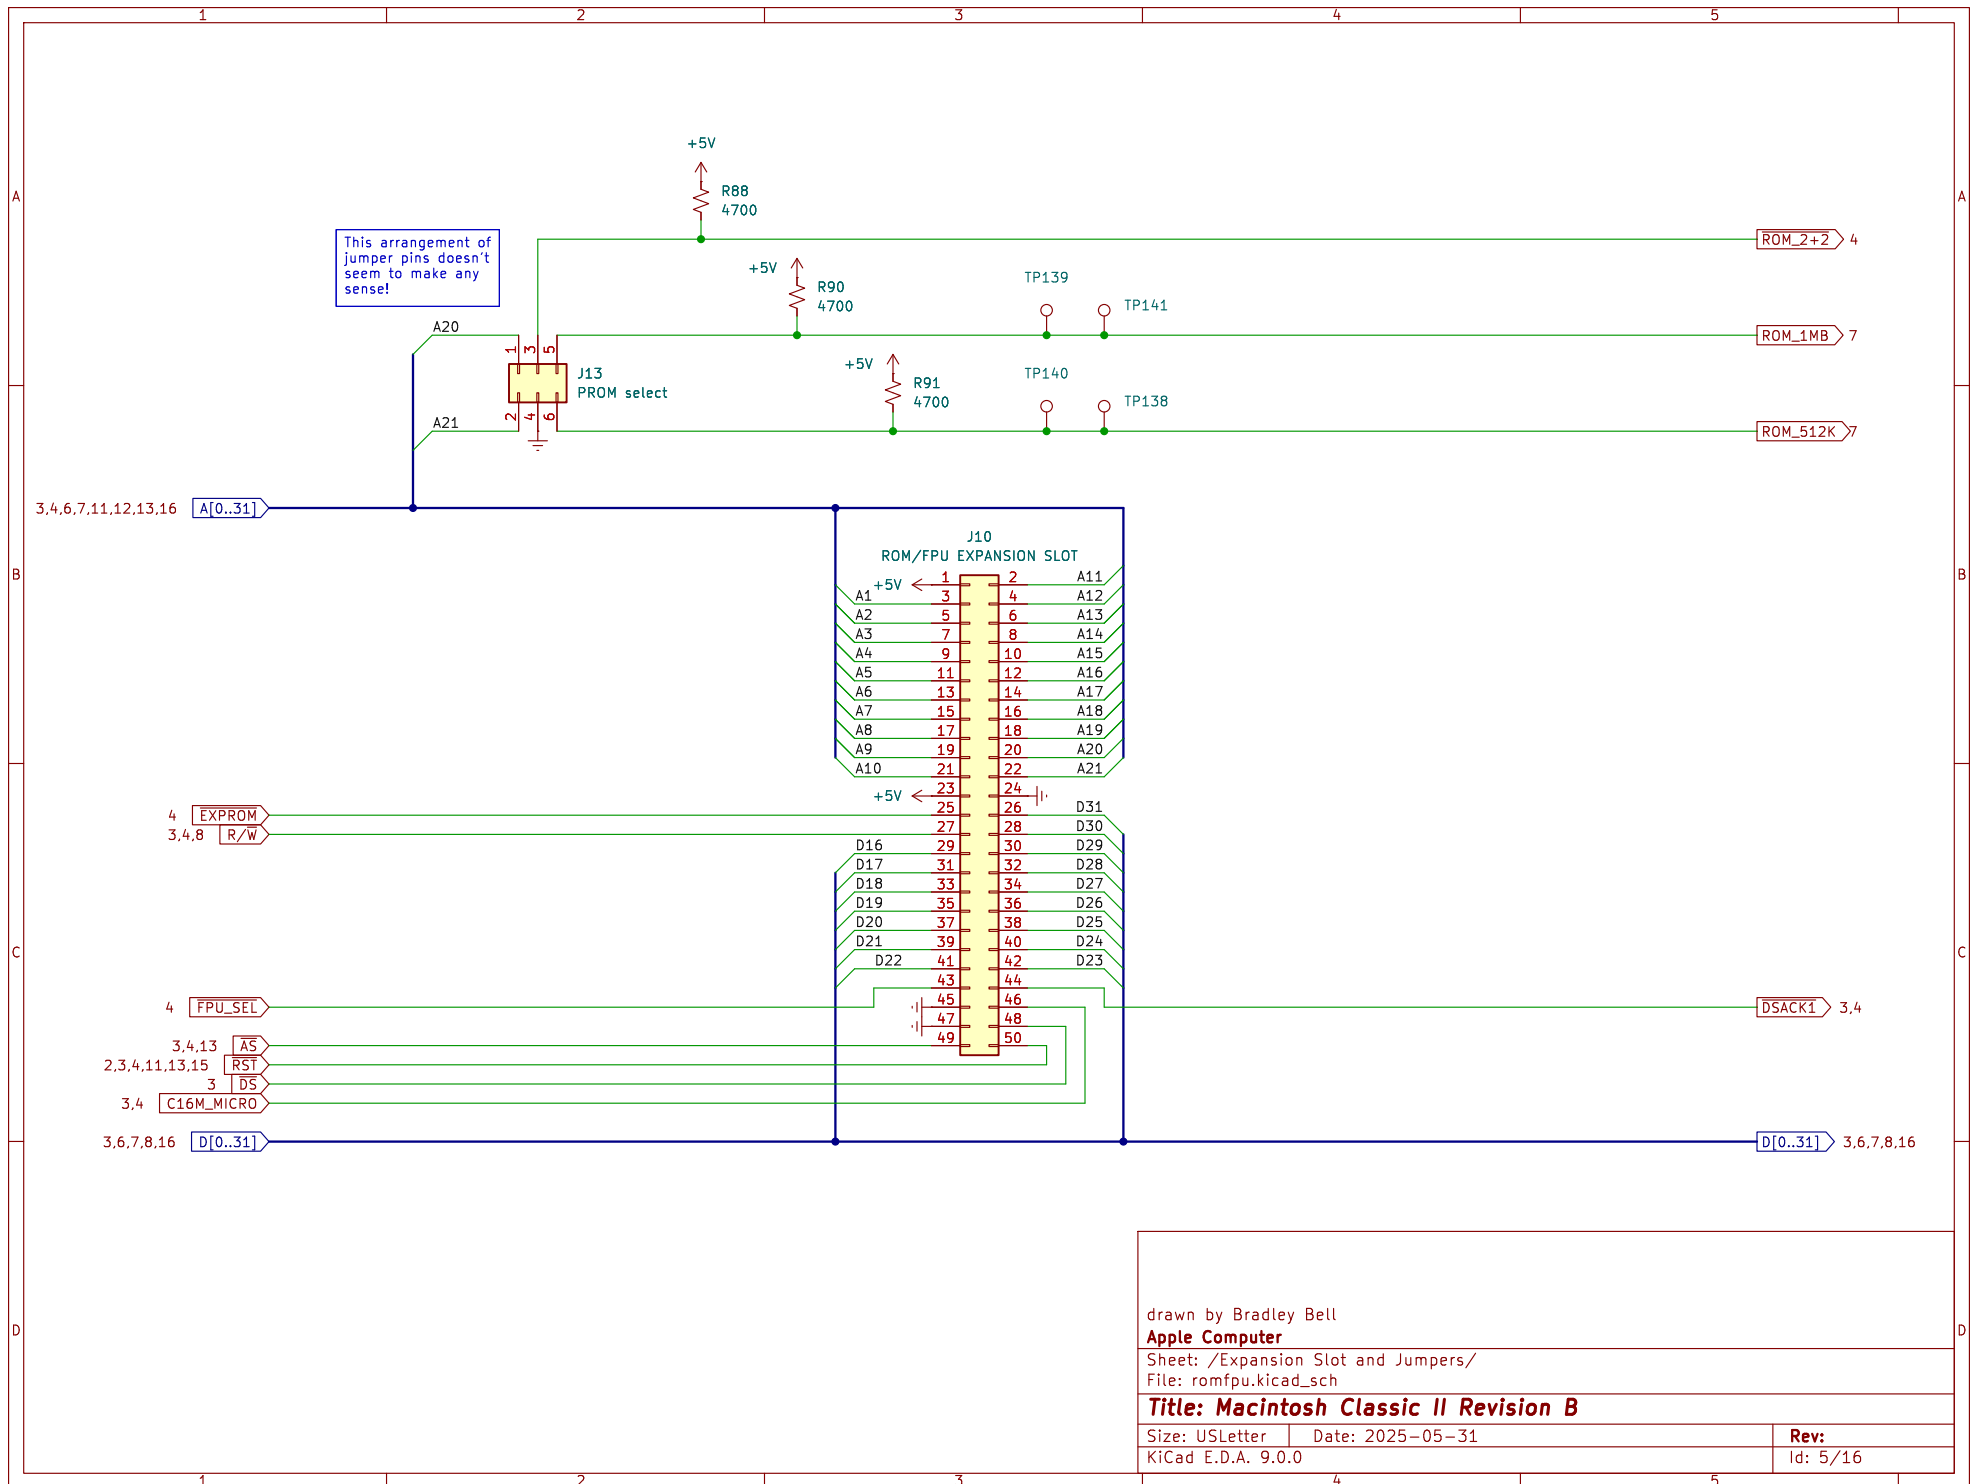 1 2 3 4 5
+5V
A R88 A
4700
ROM_2+2 4
This arrangement of
jumper pins doesn't
seem to make any
sense!
+5V
R90
4700
TP139
TP141
A20
ROM_1MB 7
1 3 5
+5V
J13
PROM select
R91
4700
TP140
TP138
2 4 6
A21
ROM_512K 7
3,4,6,7,11,12,13,16 A[0..31]
J10
ROM/FPU EXPANSION SLOT
B +5V 1 2 A11 B
A1 3 4 A12
A2 5 6 A13
A3 7 8 A14
A4 9 10 A15
A5 11 12 A16
A6 13 14 A17
A7 15 16 A18
A8 17 18 A19
A9 19 20 A20
A10 21 22 A21
+5V 23 24
4 EXPROM 25 26 D31
3,4,8 R/W 27 28 D30
D16 29 30 D29
D17 31 32 D28
D18 33 34 D27
D19 35 36 D26
D20 37 38 D25
C D21 39 40 D24 C
D22 41 42 D23
43 44
4 FPU_SEL 45 46 DSACK1 3,4
47 48
3,4,13 AS 49 50
2,3,4,11,13,15 RST
3 DS
3,4 C16M_MICRO
3,6,7,8,16 D[0..31] D[0..31] 3,6,7,8,16
drawn by Bradley Bell
D Apple Computer D
Sheet: /Expansion Slot and Jumpers/
File: romfpu.kicad_sch
Title: Macintosh Classic II Revision B
Size: USLetter Date: 2025-05-31 Rev:
KiCad E.D.A. 9.0.0 Id: 5/16
1 2 3 4 5